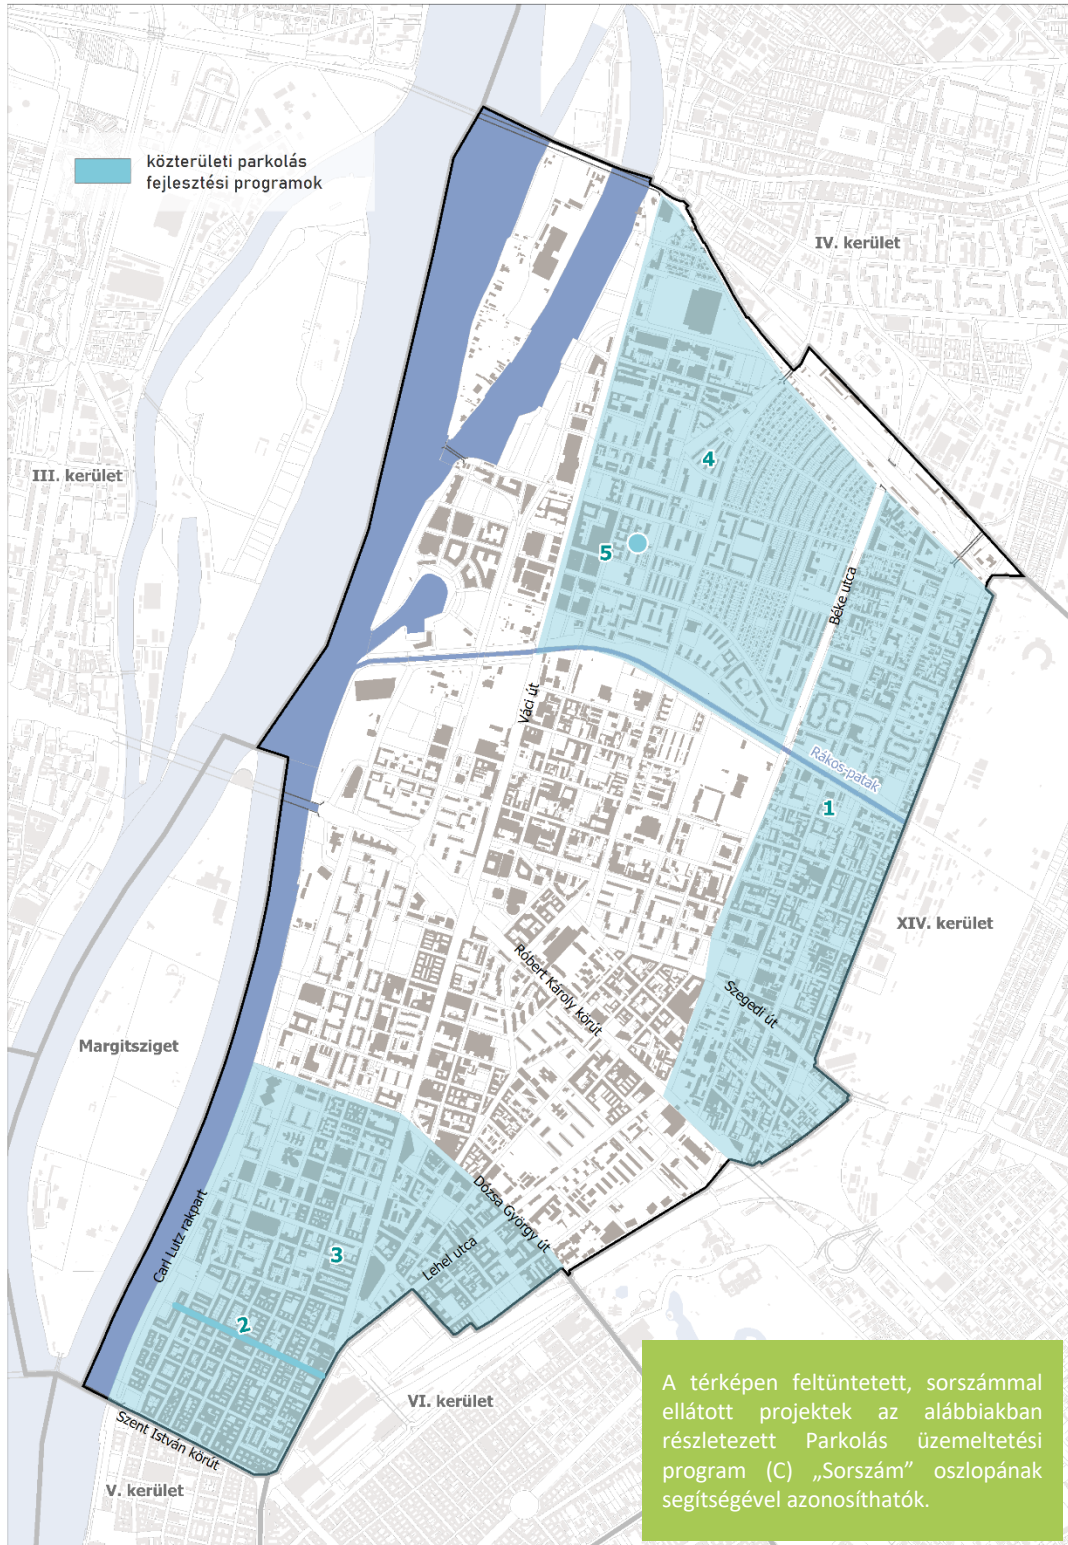 közterületi parkolás
fejlesztési programok
IV. kerület
III. kerület
4
5
Béke utca
Váci út
Rákos-patak
1
XIV. kerület
Róbert Károly körút
Szegedi út
Margitsziget
Carl Lutz rakpart
Dózsa György út
3
Lehel utca
2
VI. kerület
Szent István körút
V. kerület
A térképen feltüntetett, sorszámmal
ellátott projektek az alábbiakban
részletezett Parkolás üzemeltetési
program (C) „Sorszám” oszlopának
segítségével azonosíthatók.